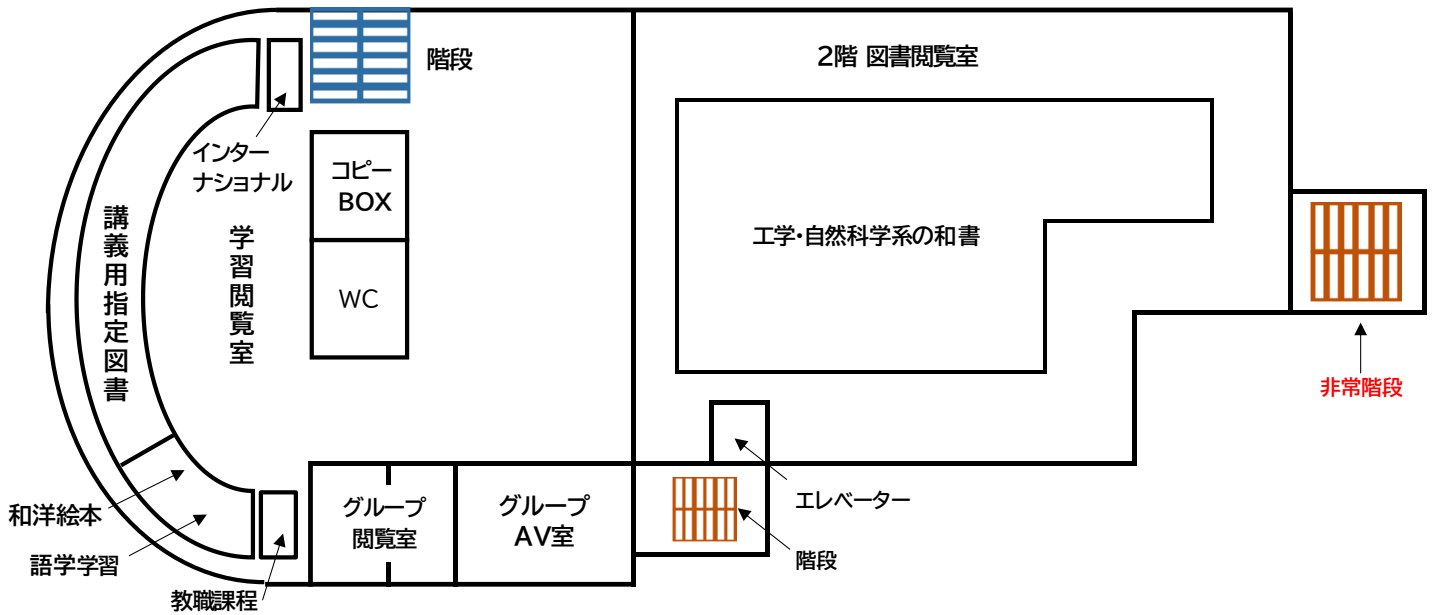 階段
2階 図書閲覧室
インター
ナショナル
コピー
BOX
講義用指定図書
学習閲覧室
工学・自然科学系の和書
WC
非常階段
和洋絵本
語学学習
教職課程
グループ
閲覧室
グループ
AV室
エレベーター
階段